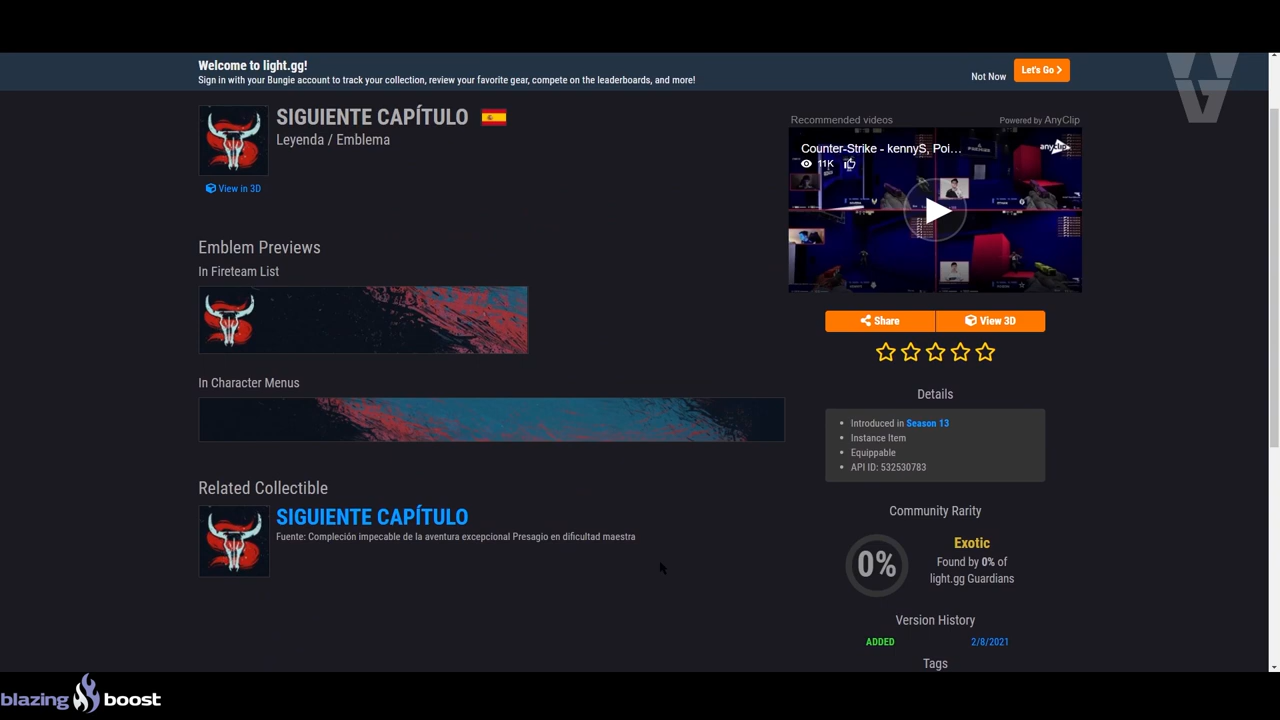 Welcome to light.gg!
Sign in with your Bungie account to track your collection, review your favorite gear, compete on the leaderboards, and more!
Not Now
Let's Go
WG
SIGUIENTE CAPÍTULO
Leyenda / Emblema
View in 3D
Recommended videos
Powered by AnyClip
Counter-Strike - kennyS, Poi...
anyclip
11K
Emblem Previews
In Fireteam List
In Character Menus
Share
View 3D
Details
Introduced in Season 13
Instance Item
Equippable
API ID: 532530783
Related Collectible
SIGUIENTE CAPÍTULO
Fuente: Compleción impecable de la aventura excepcional Presagio en dificultad maestra
Community Rarity
0%
Exotic
Found by 0% of
light.gg Guardians
Version History
ADDED
2/8/2021
Tags
blazing boost